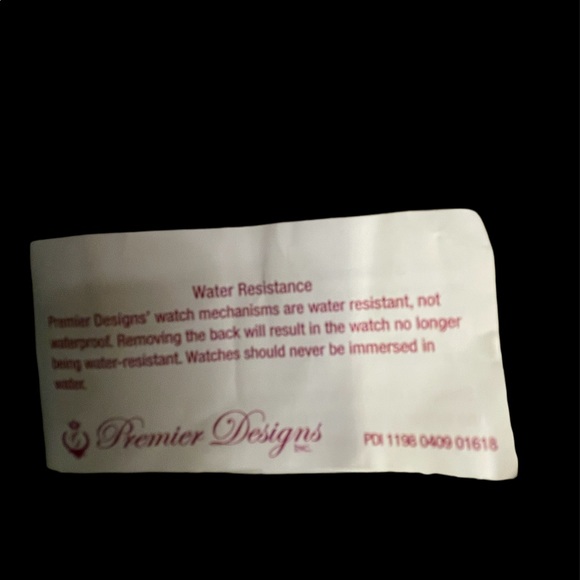 Water Resistance
Premier Designs' watch mechanisms are water resistant, not
waterproof. Removing the back will result in the watch no longer
being water-resistant. Watches should never be immersed in
water.
Premier Designs
Inc.
PDI 1198 0409 01618